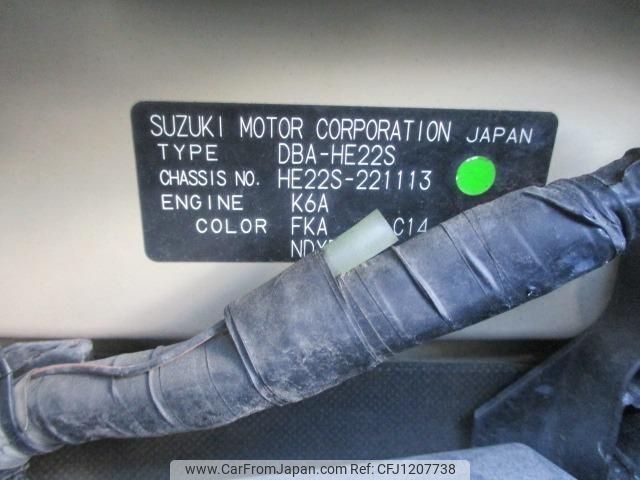 SUZUKI MOTOR CORPORATION JAPAN
TYPE DBA-HE22S
CHASSIS NO. HE22S-221113
ENGINE K6A
COLOR FKA C14
www.CarFromJapan.com | CFJ1207738